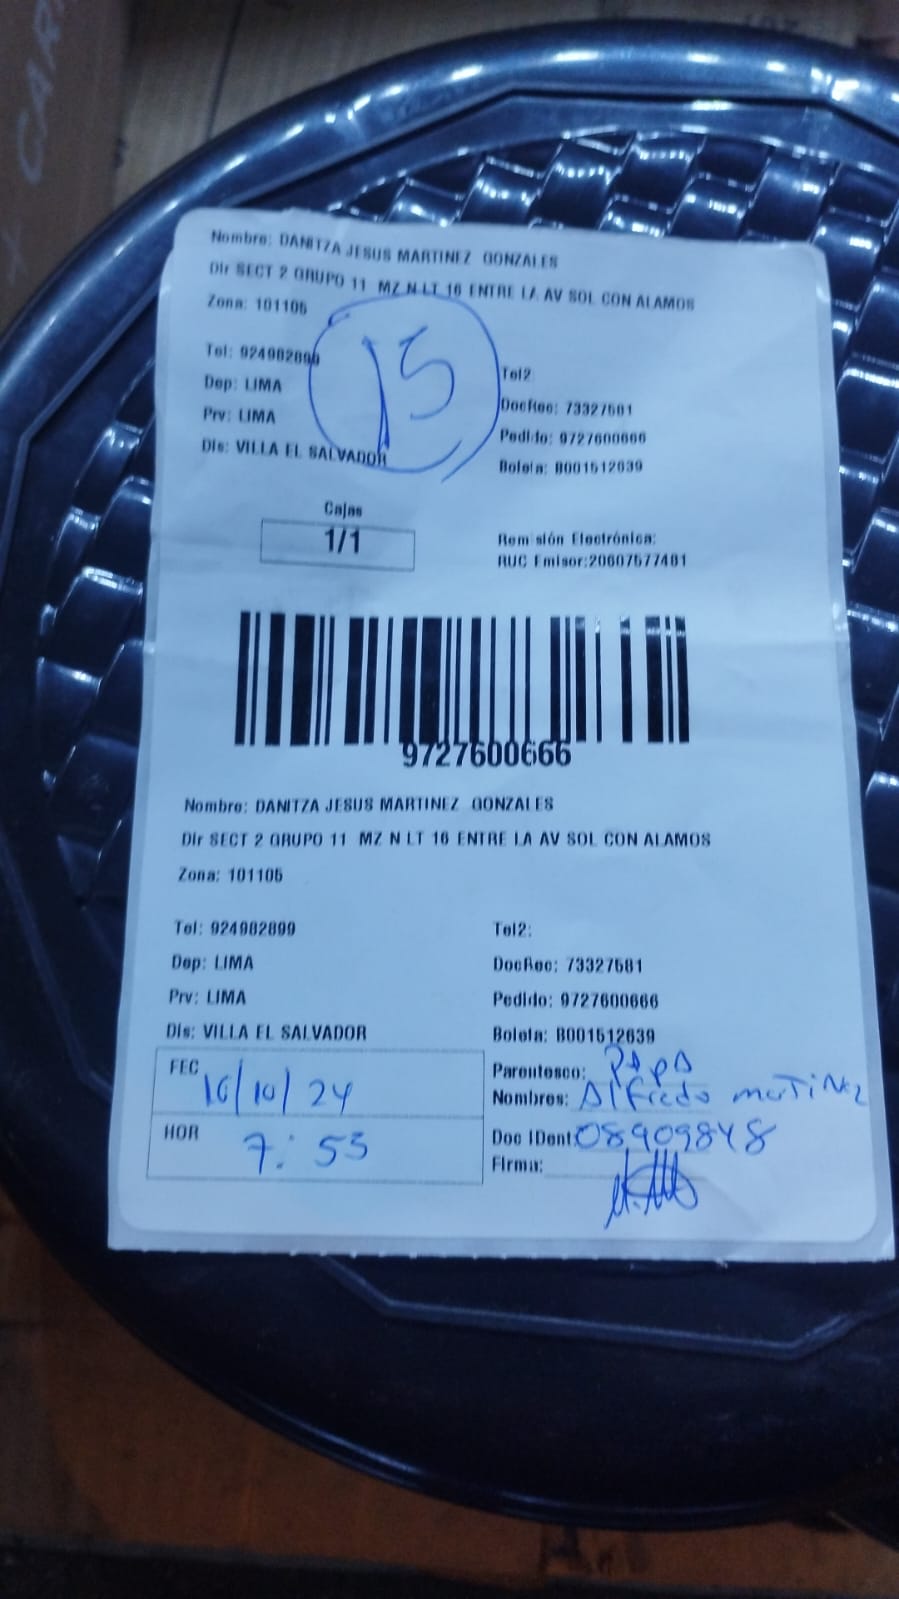 X CAR
Nombre: DANITZA JESUS MARTINEZ GONZALES
Dir SECT 2 GRUPO 11 MZ N LT 16 ENTRE LA AV SOL CON ALAMOS
Zona: 101105
15
Tel: 924982899
Tel2:
Dep: LIMA
DocRec: 73327581
Prv: LIMA
Pedido: 9727600666
Dis: VILLA EL SALVADOR
Boleta: B001512639
Cajas
1/1
Remisión Electrónica:
RUC Emisor:20607577481
9727600666
Nombre: DANITZA JESUS MARTINEZ GONZALES
Dir SECT 2 GRUPO 11 MZ N LT 16 ENTRE LA AV SOL CON ALAMOS
Zona: 101105
Tel: 924982899
Tel2:
Dep: LIMA
DocRec: 73327581
Prv: LIMA
Pedido: 9727600666
Dis: VILLA EL SALVADOR
Boleta: B001512639
FEC 16/10/24
Parentesco: PApA
Nombres: Alfredo marTiNez
HOR 7:53
Doc IDent: 08909848
Firma: